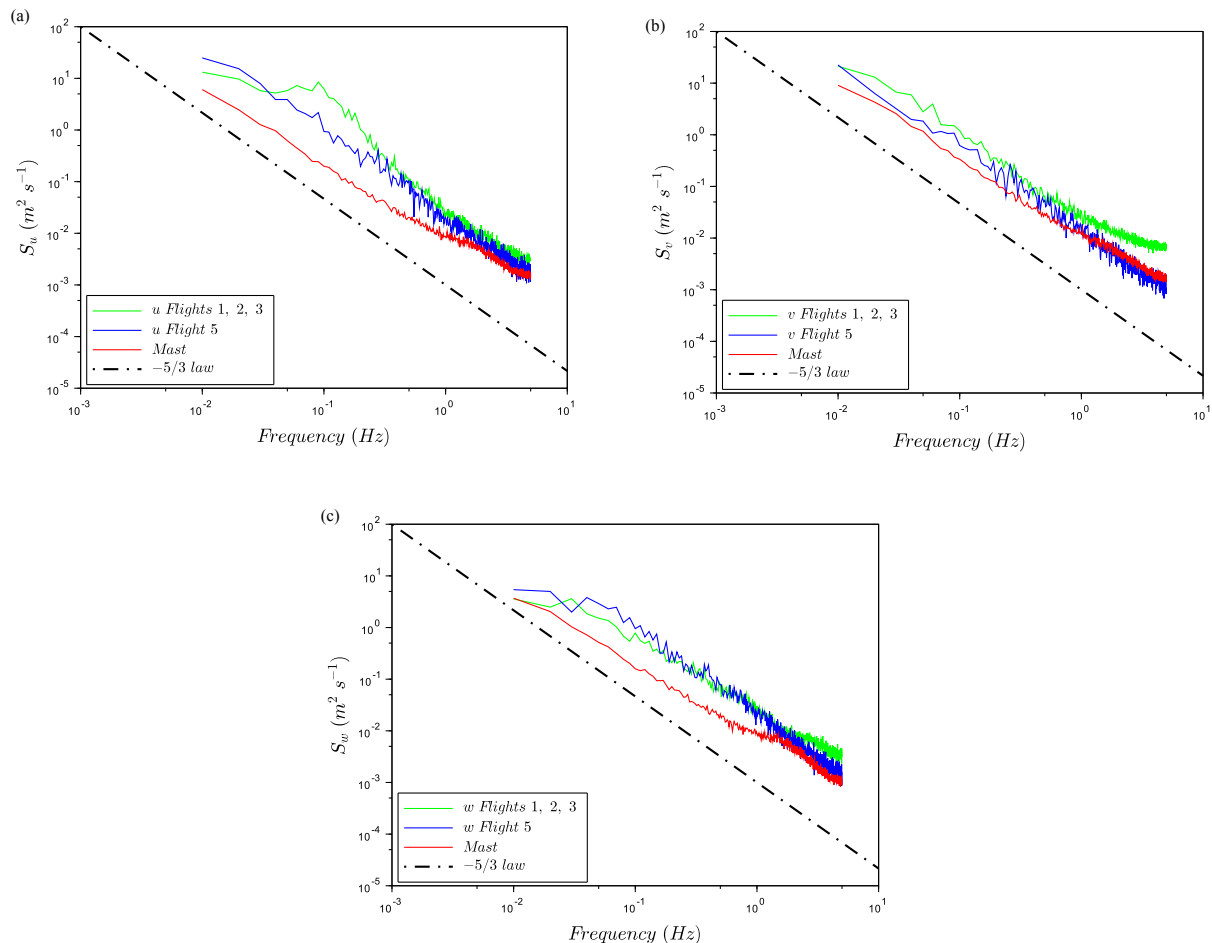 (a)
10^2
10^1
10^0
10^-1
10^-2
10^-3
10^-4
10^-5
S_u (m^2 s^-1)
u Flights 1, 2, 3
u Flight 5
Mast
−5/3 law
10^-3 10^-2 10^-1 10^0 10^1
Frequency (Hz)
(b)
10^2
10^1
10^0
10^-1
10^-2
10^-3
10^-4
10^-5
S_v (m^2 s^-1)
v Flights 1, 2, 3
v Flight 5
Mast
−5/3 law
10^-3 10^-2 10^-1 10^0 10^1
Frequency (Hz)
(c)
10^2
10^1
10^0
10^-1
10^-2
10^-3
10^-4
10^-5
S_w (m^2 s^-1)
w Flights 1, 2, 3
w Flight 5
Mast
−5/3 law
10^-3 10^-2 10^-1 10^0 10^1
Frequency (Hz)